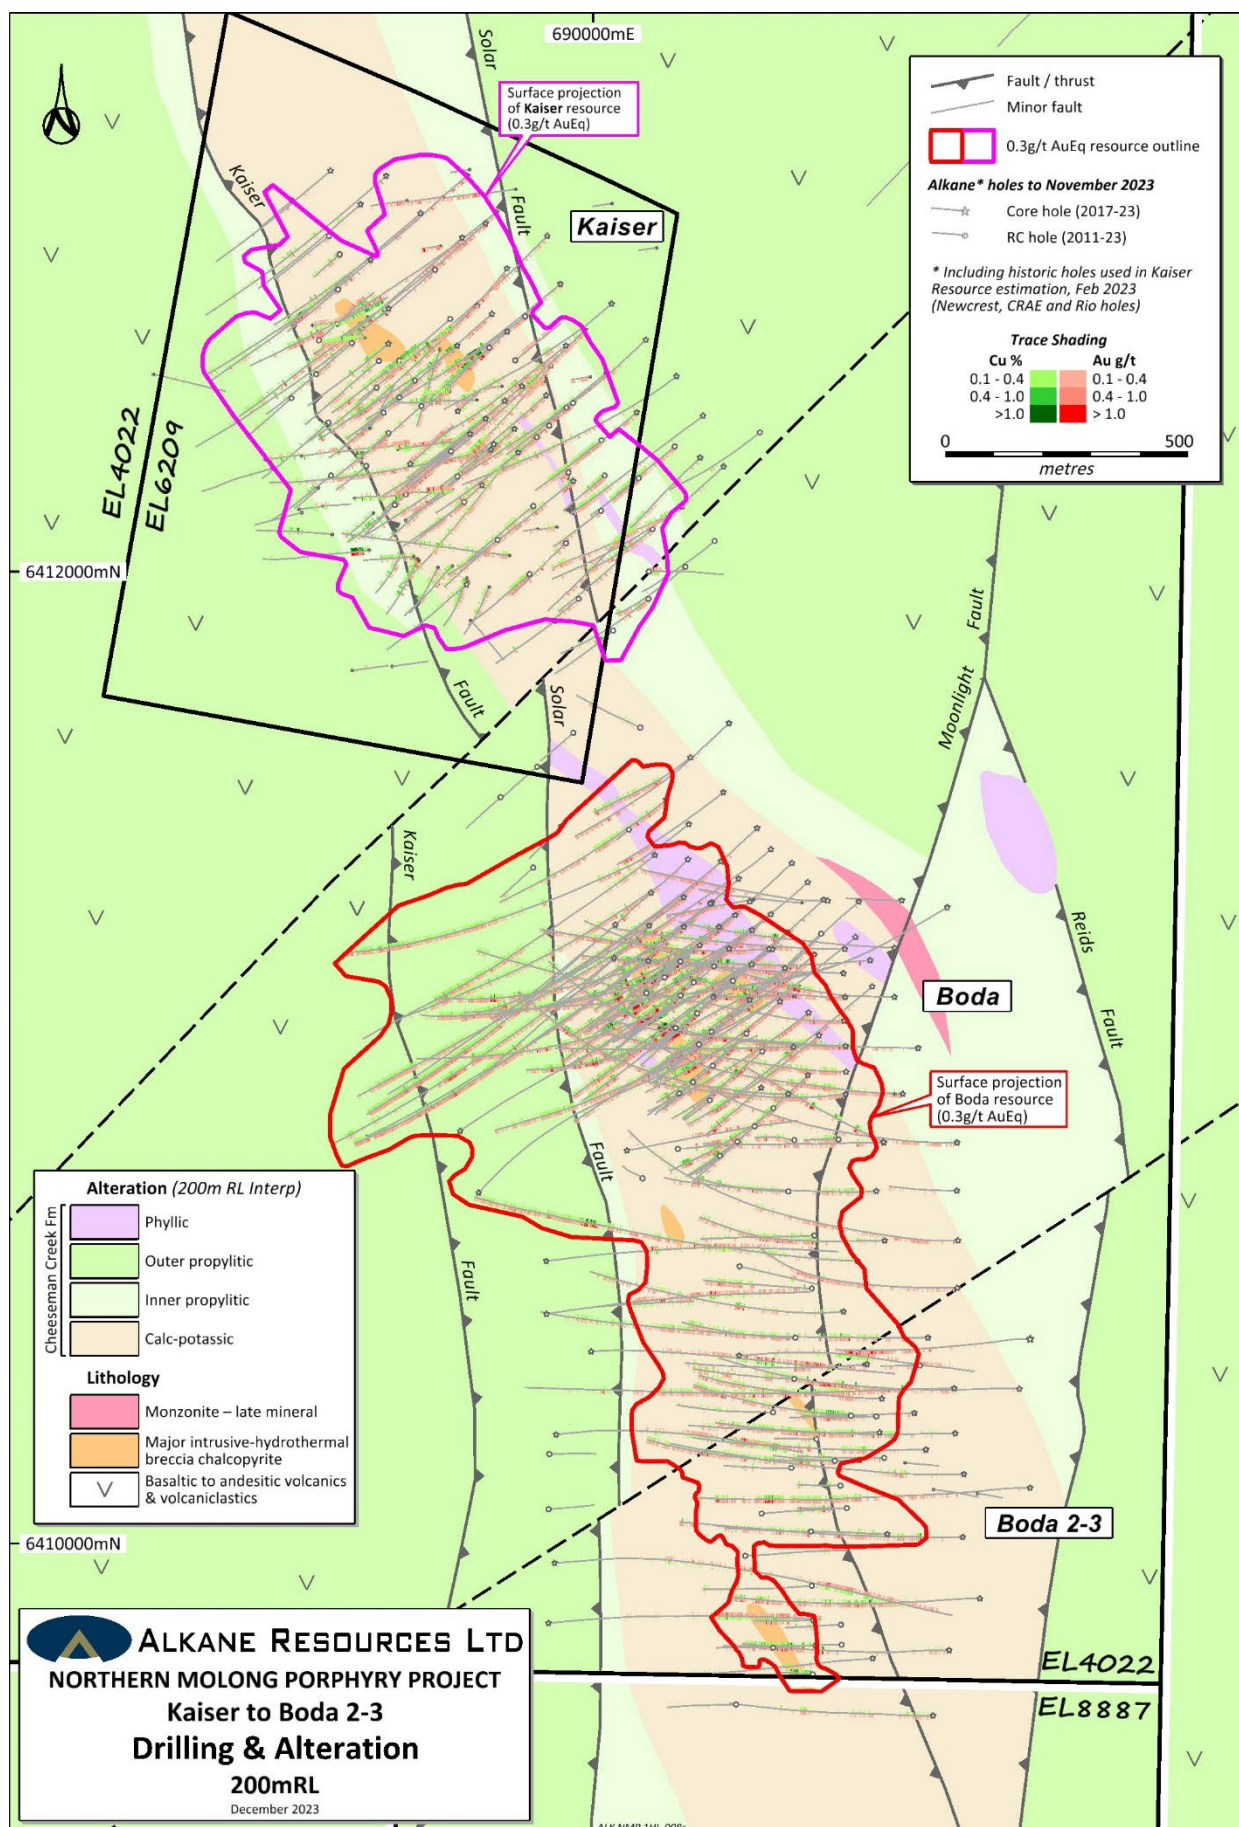 690000mE
Solar
Surface projection
of Kaiser resource
(0.3g/t AuEq)
Kaiser
Fault
Kaiser
Fault / thrust
Minor fault
0.3g/t AuEq resource outline
Alkane* holes to November 2023
Core hole (2017-23)
RC hole (2011-23)
* Including historic holes used in Kaiser
Resource estimation, Feb 2023
(Newcrest, CRAE and Rio holes)
Trace Shading
Cu % Au g/t
0.1 - 0.4 0.1 - 0.4
0.4 - 1.0 0.4 - 1.0
>1.0 > 1.0
0 500
metres
EL4022
EL6209
6412000mN
Fault
Solar
Fault
Moonlight
Kaiser
Reids
Boda
Fault
Surface projection
of Boda resource
(0.3g/t AuEq)
Fault
Fault
Alteration (200m RL Interp)
Cheeseman Creek Fm
Phyllic
Outer propylitic
Inner propylitic
Calc-potassic
Lithology
Monzonite – late mineral
Major intrusive-hydrothermal
breccia chalcopyrite
Basaltic to andesitic volcanics
& volcaniclastics
Boda 2-3
6410000mN
ALKANE RESOURCES LTD
NORTHERN MOLONG PORPHYRY PROJECT
Kaiser to Boda 2-3
Drilling & Alteration
200mRL
December 2023
EL4022
EL8887